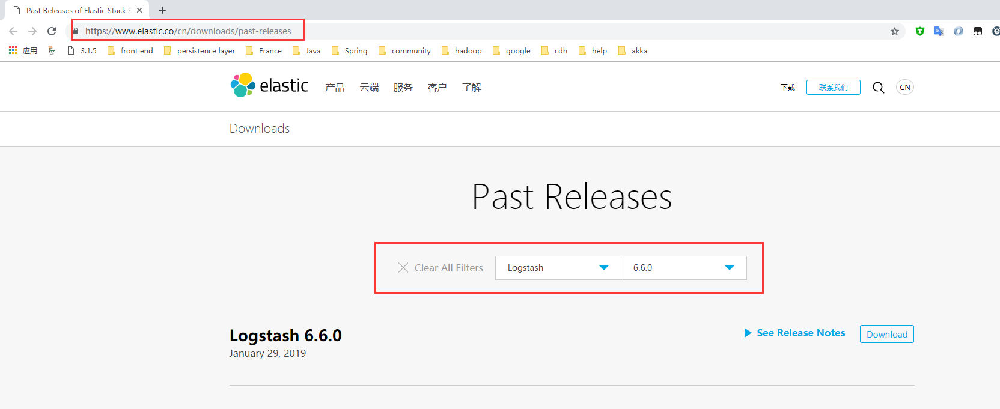 Past Releases of Elastic Stack S
https://www.elastic.co/cn/downloads/past-releases
应用 3.1.5 front end persistence layer France Java Spring community hadoop google cdh help akka
elastic 产品 云端 服务 客户 了解 下载 联系我们 CN
Downloads
Past Releases
Clear All Filters Logstash 6.6.0
Logstash 6.6.0 See Release Notes Download
January 29, 2019